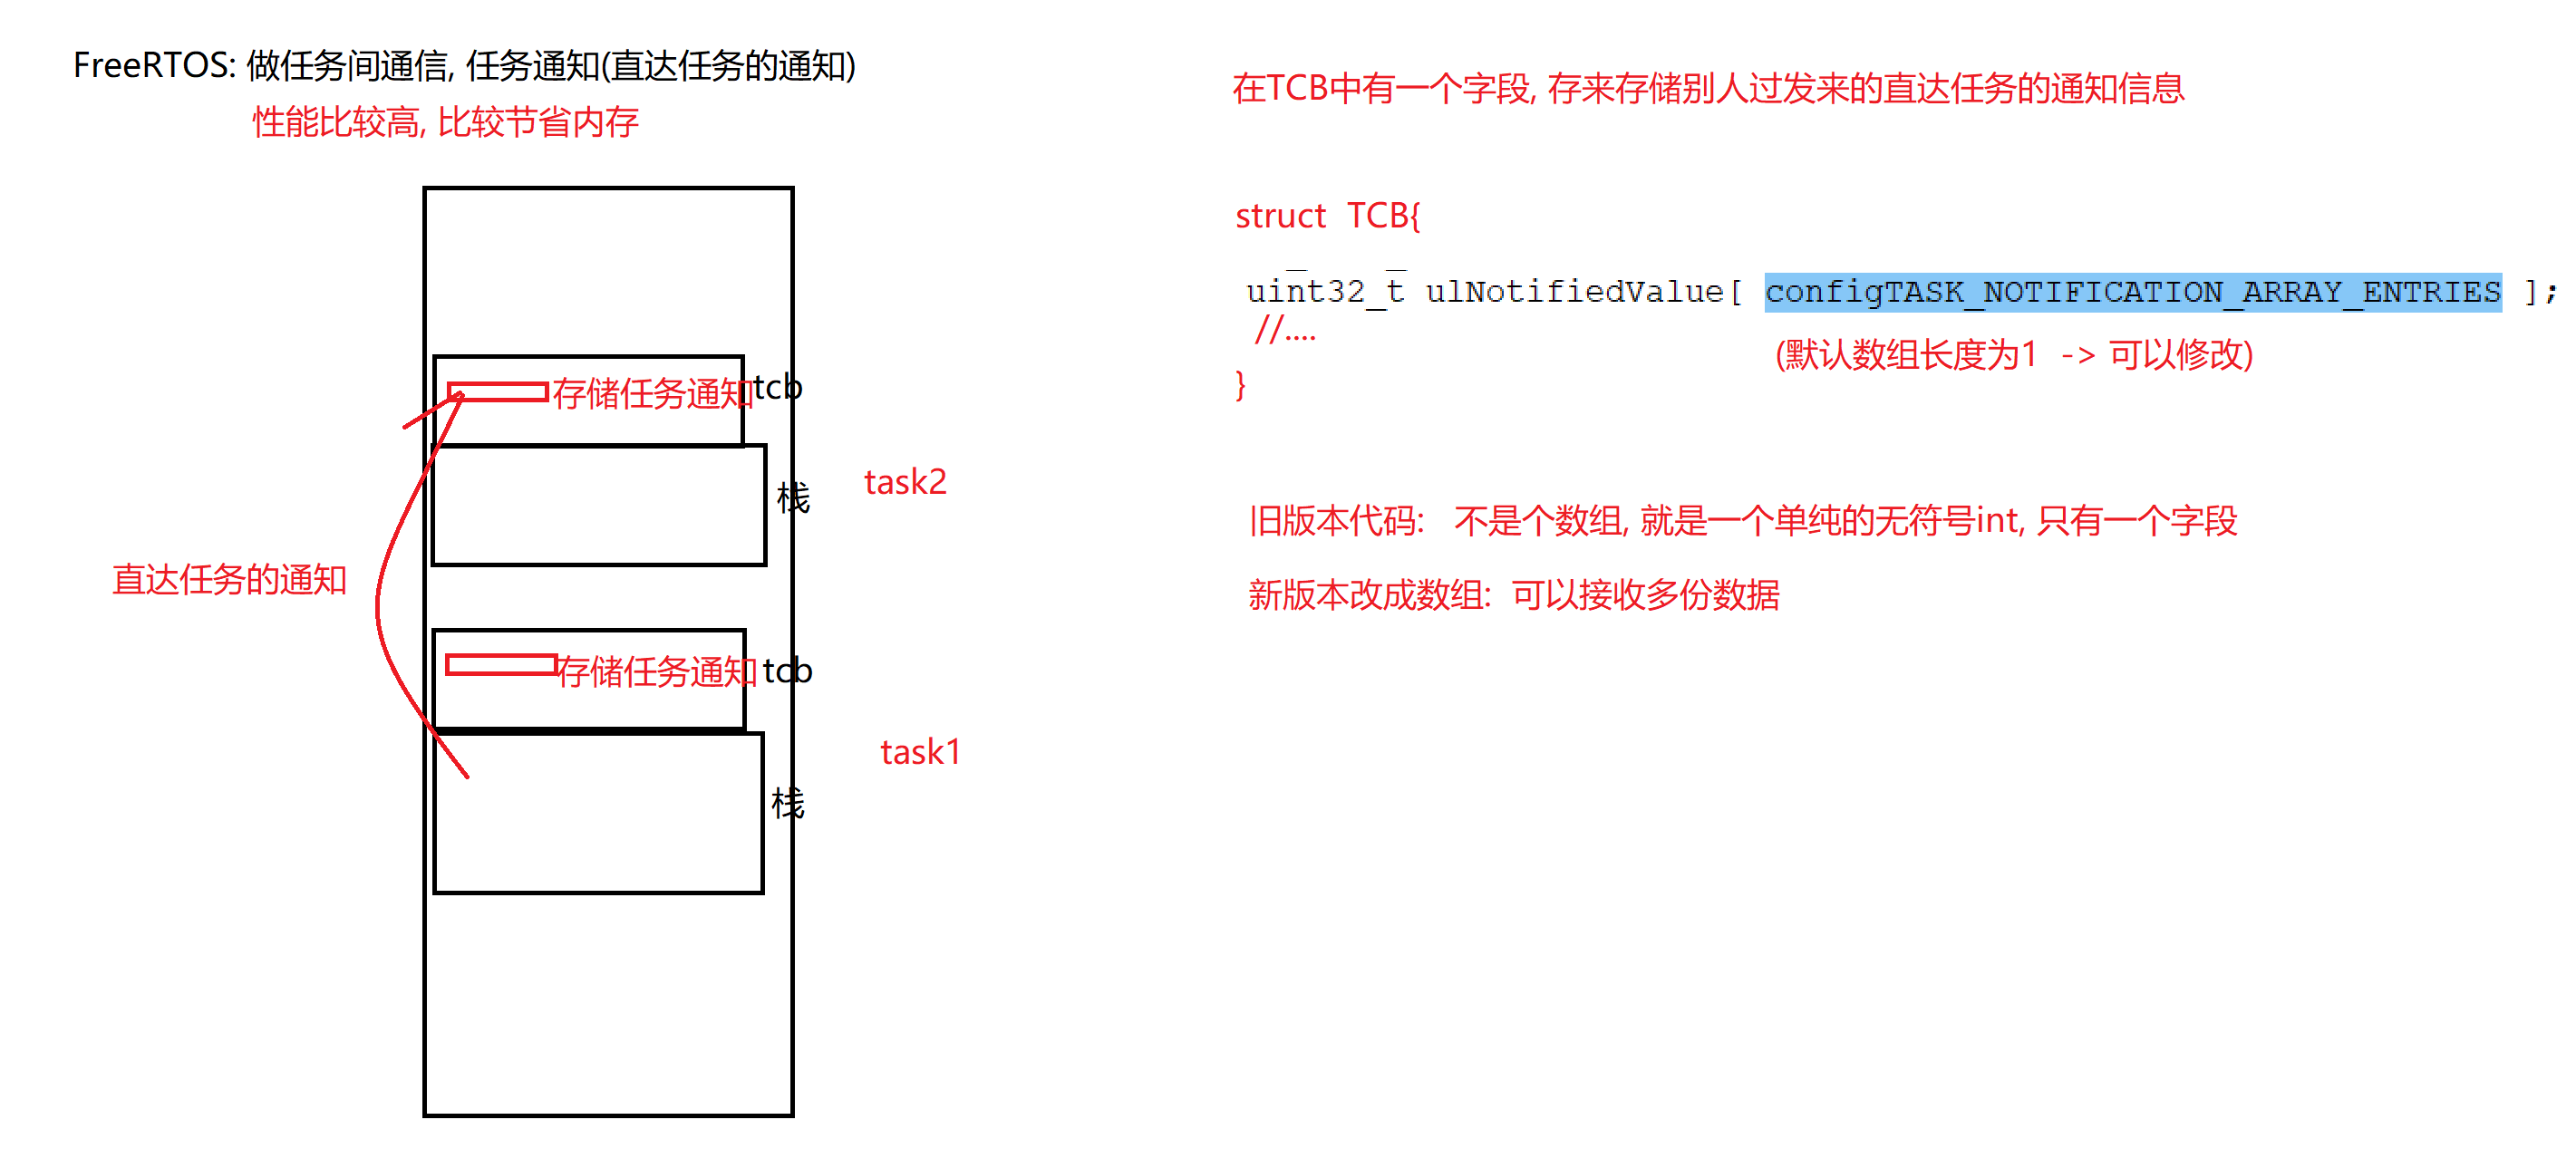 FreeRTOS: 做任务间通信, 任务通知(直达任务的通知)
性能比较高, 比较节省内存
存储任务通知
tcb
栈
task2
直达任务的通知
存储任务通知
tcb
task1
栈
在TCB中有一个字段, 存来存储别人过发来的直达任务的通知信息
struct TCB{
uint32_t ulNotifiedValue[ configTASK_NOTIFICATION_ARRAY_ENTRIES ];
//....
(默认数组长度为1 -> 可以修改)
}
旧版本代码: 不是个数组, 就是一个单纯的无符号int, 只有一个字段
新版本改成数组: 可以接收多份数据